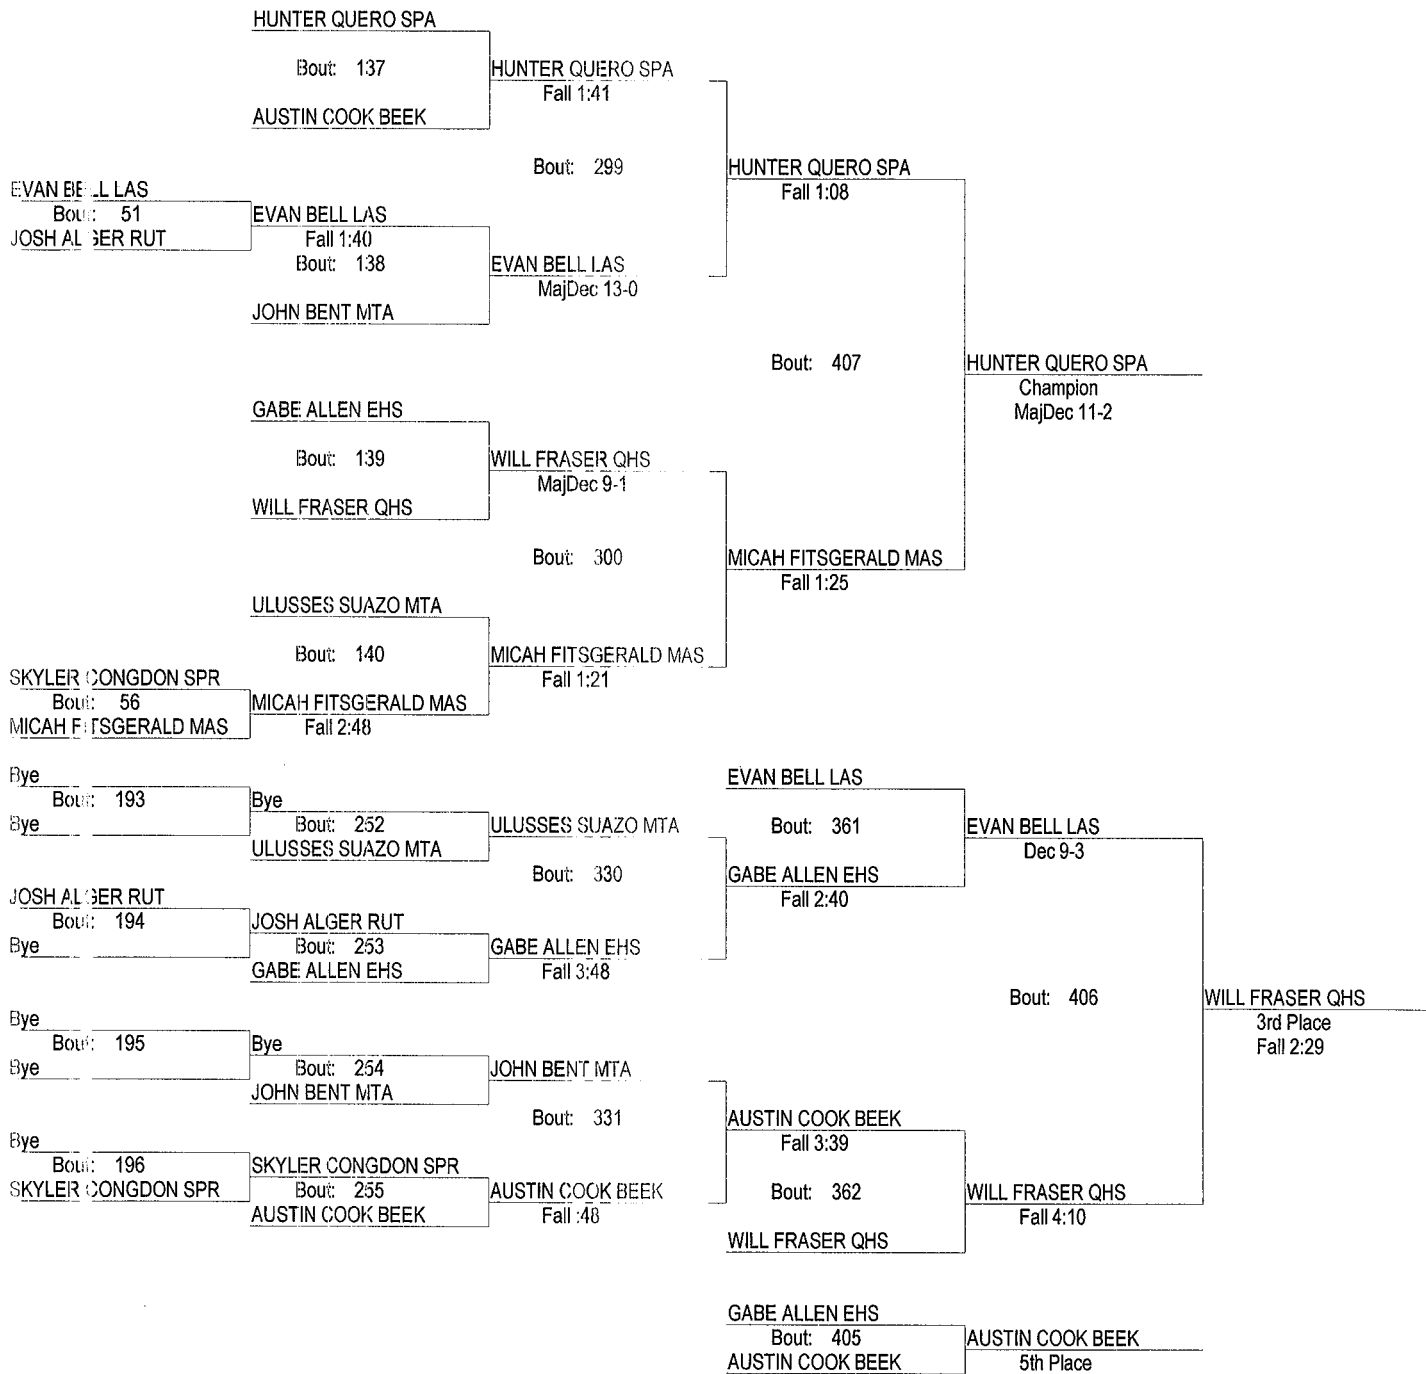 HUNTER QUERO SPA
Bout: 137
HUNTER QUERO SPA
Fall 1:41
AUSTIN COOK BEEK
Bout: 299
HUNTER QUERO SPA
Fall 1:08
EVAN BELL LAS
Bout: 51
JOSH ALGER RUT
EVAN BELL LAS
Fall 1:40
Bout: 138
EVAN BELL LAS
MajDec 13-0
JOHN BENT MTA
Bout: 407
HUNTER QUERO SPA
Champion
MajDec 11-2
GABE ALLEN EHS
Bout: 139
WILL FRASER QHS
MajDec 9-1
WILL FRASER QHS
Bout: 300
MICAH FITSGERALD MAS
Fall 1:25
ULUSSES SUAZO MTA
Bout: 140
MICAH FITSGERALD MAS
Fall 1:21
SKYLER CONGDON SPR
Bout: 56
MICAH FITSGERALD MAS
MICAH FITSGERALD MAS
Fall 2:48
Bye
Bout: 193
Bye
Bye
Bout: 252
ULUSSES SUAZO MTA
ULUSSES SUAZO MTA
EVAN BELL LAS
Bout: 361
EVAN BELL LAS
Dec 9-3
Bout: 330
GABE ALLEN EHS
Fall 2:40
JOSH ALGER RUT
Bout: 194
Bye
JOSH ALGER RUT
Bout: 253
GABE ALLEN EHS
GABE ALLEN EHS
Fall 3:48
Bout: 406
WILL FRASER QHS
3rd Place
Fall 2:29
Bye
Bout: 195
Bye
Bye
Bout: 254
JOHN BENT MTA
JOHN BENT MTA
Bout: 331
AUSTIN COOK BEEK
Fall 3:39
Bye
Bout: 196
SKYLER CONGDON SPR
SKYLER CONGDON SPR
Bout: 255
AUSTIN COOK BEEK
AUSTIN COOK BEEK
Fall :48
Bout: 362
WILL FRASER QHS
Fall 4:10
WILL FRASER QHS
GABE ALLEN EHS
Bout: 405
AUSTIN COOK BEEK
AUSTIN COOK BEEK
5th Place